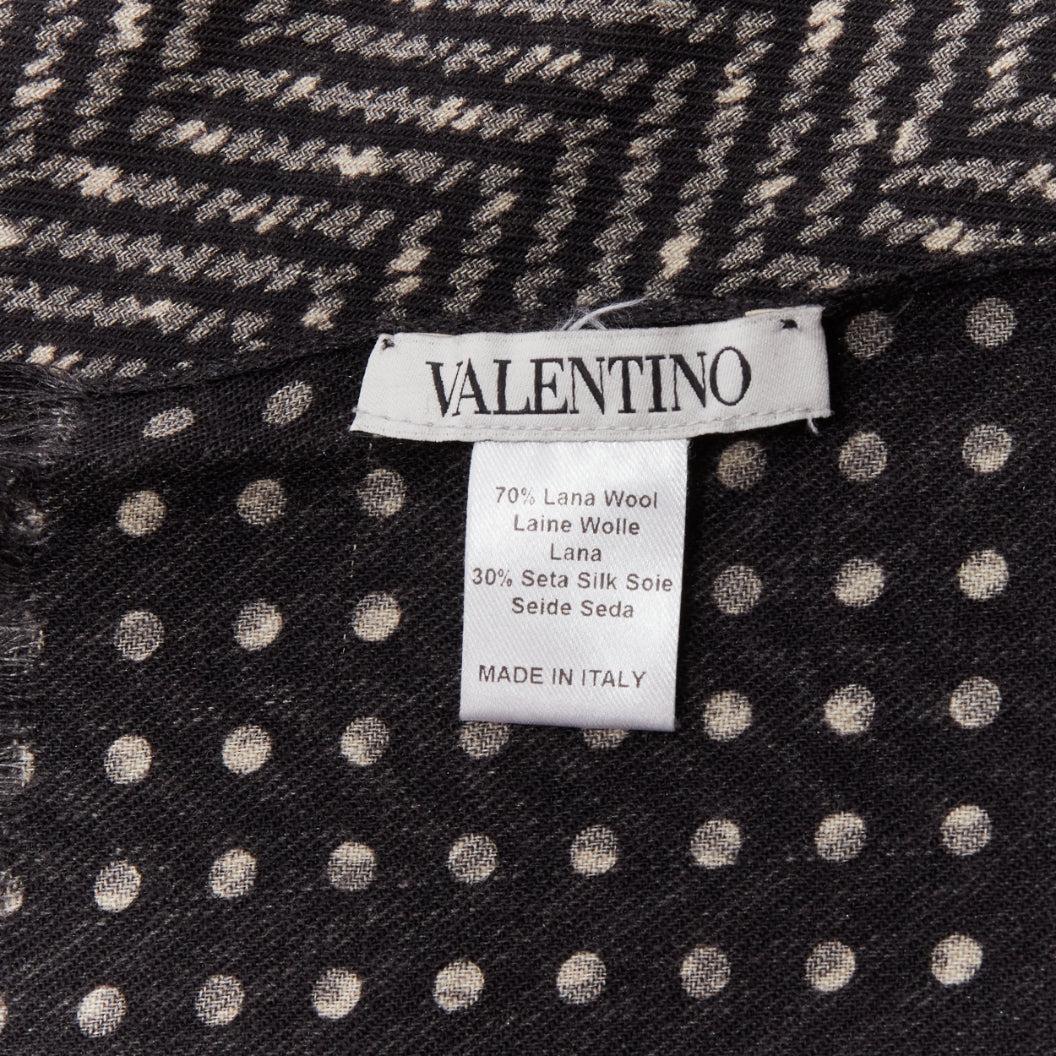 VALENTINO
70% Lana Wool
Laine Wolle
Lana
30% Seta Silk Soie
Seide Seda
MADE IN ITALY